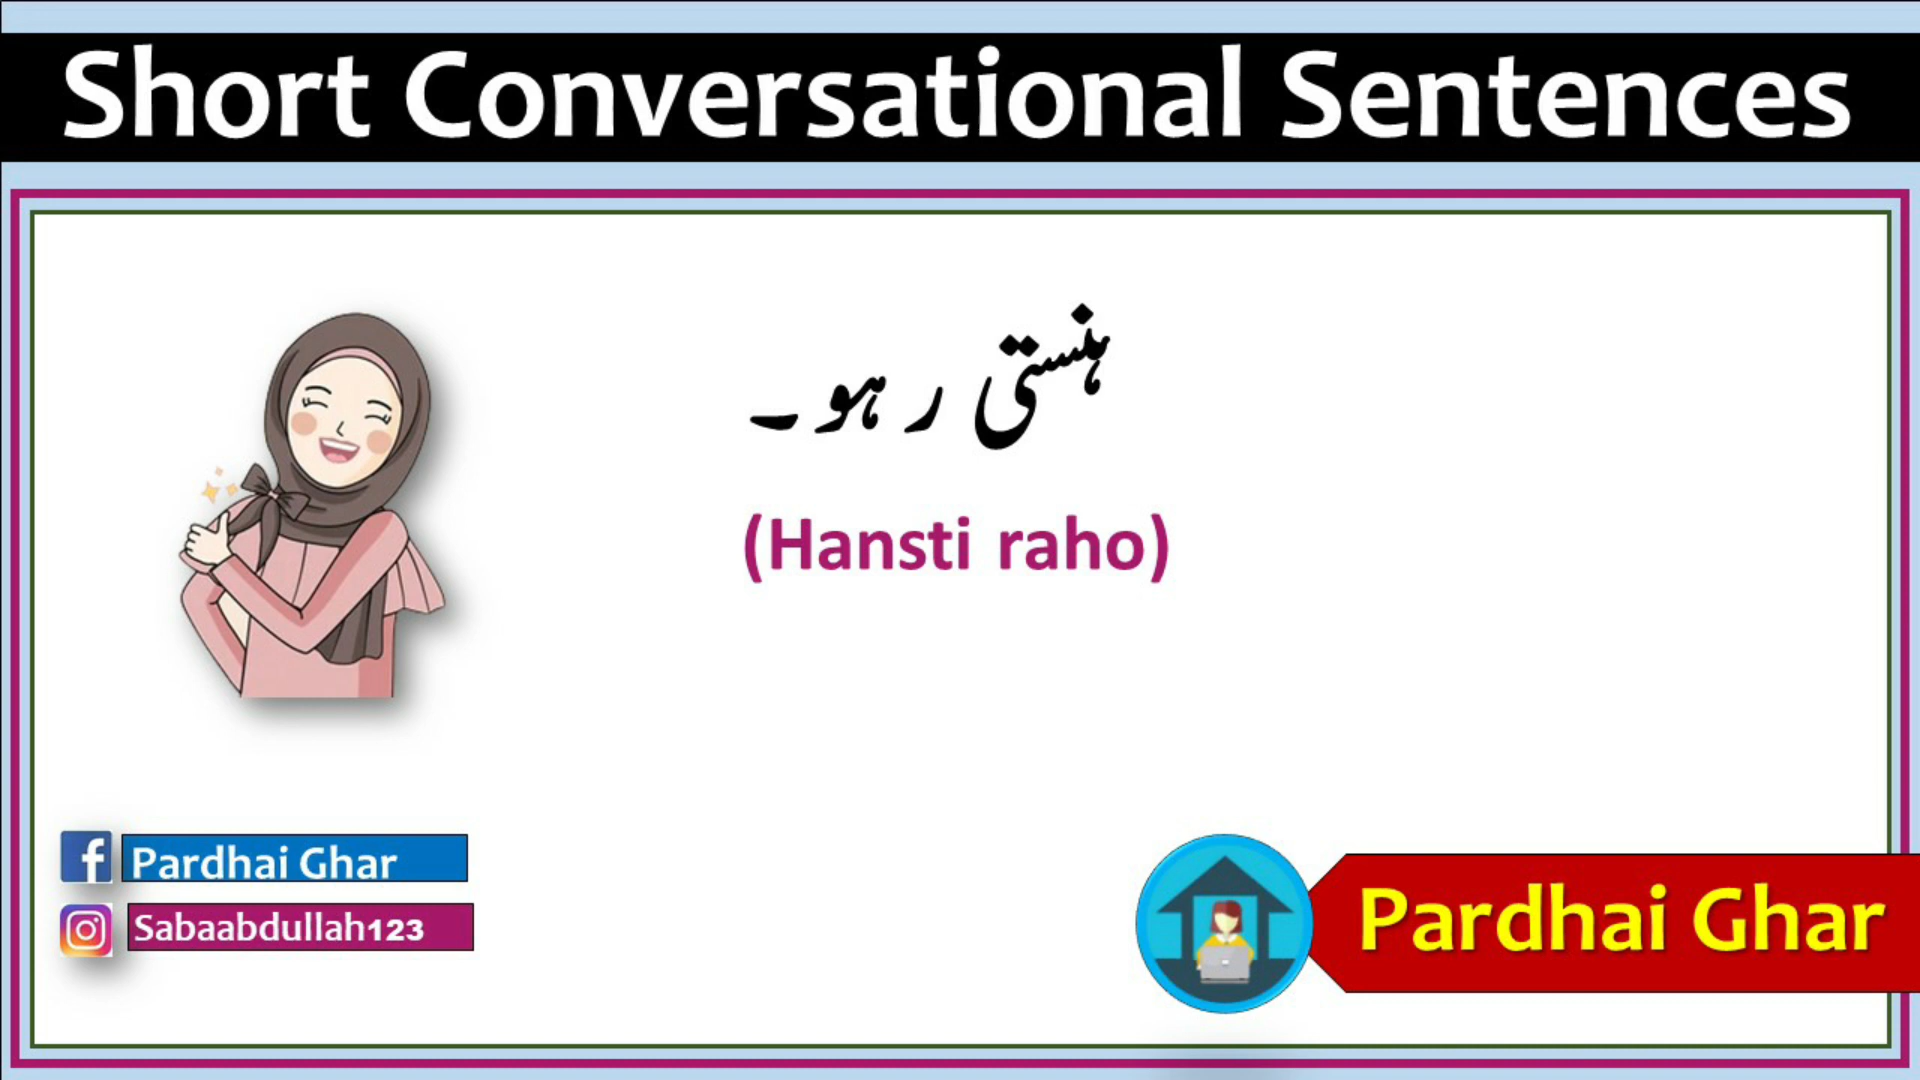 Short Conversational Sentences
ہنستی رہو۔
(Hansti raho)
Pardhai Ghar
Sabaabdullah123
Pardhai Ghar